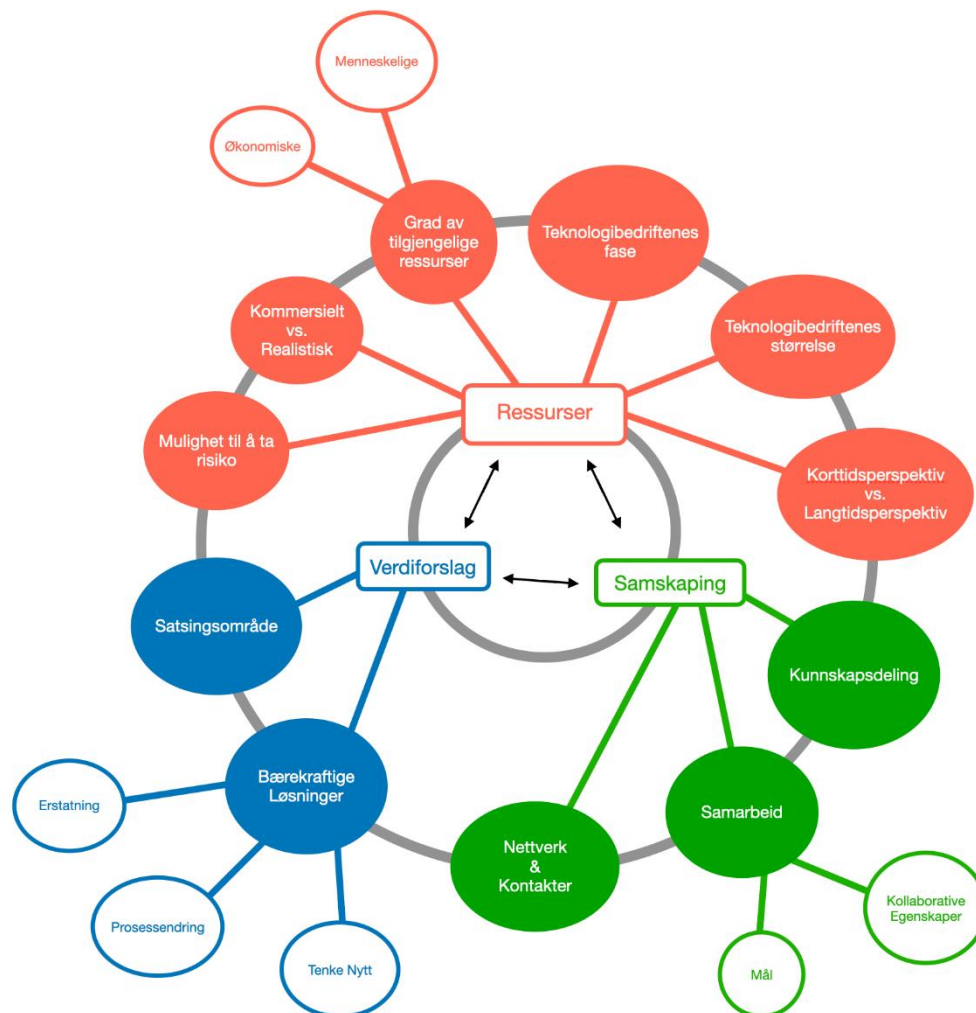 Menneskelige
Økonomiske
Grad av
tilgjengelige
ressurser
Teknologibedriftenes
fase
Kommersielt
vs.
Realistisk
Teknologibedriftenes
størrelse
Mulighet til å ta
risiko
Ressurser
Korttidsperspektiv
vs.
Langtidsperspektiv
Verdiforslag
Samskaping
Satsingsområde
Kunnskapsdeling
Bærekraftige
Løsninger
Erstatning
Samarbeid
Nettverk
&
Kontakter
Prosessendring
Tenke Nytt
Kollaborative
Egenskaper
Mål